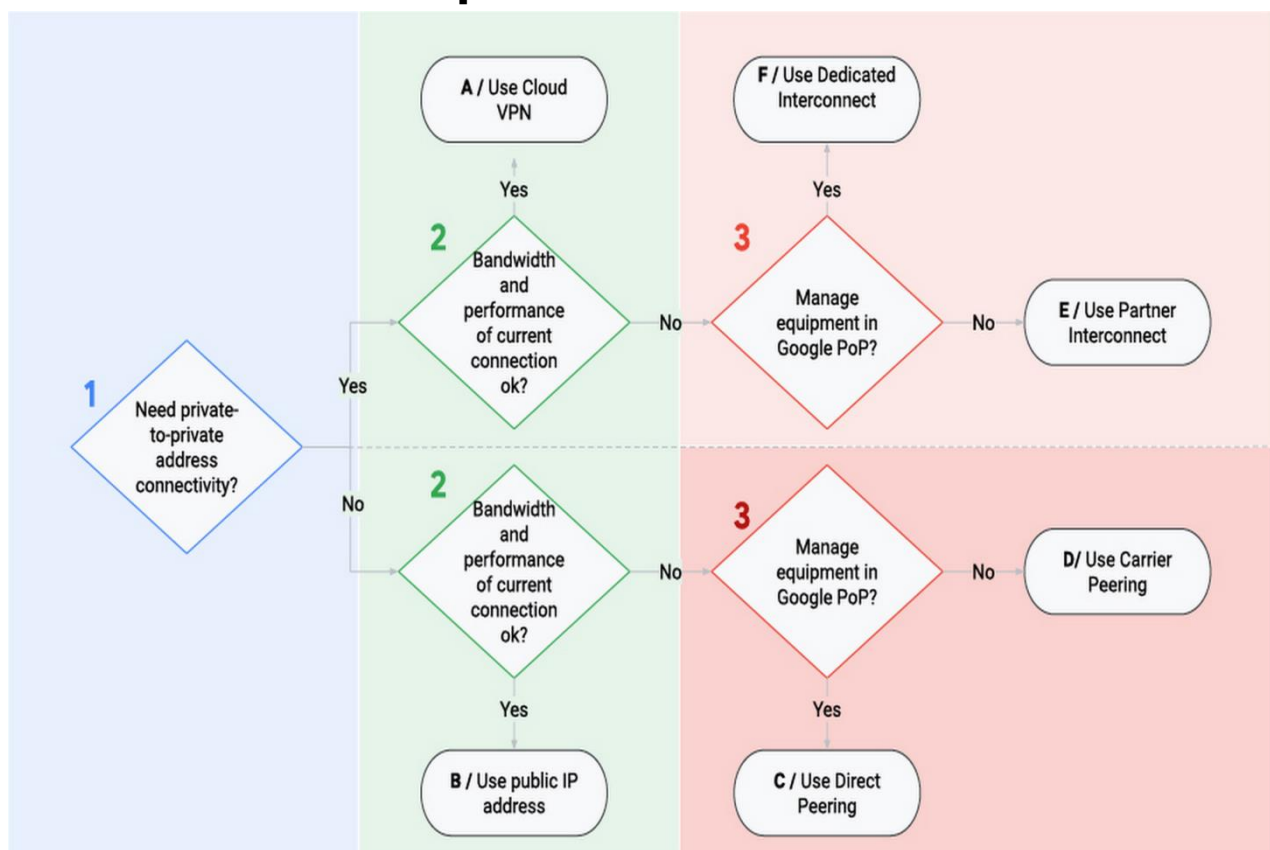 A / Use Cloud
VPN
F / Use Dedicated
Interconnect
Yes
Yes
2
Bandwidth
and
performance
of current
connection
ok?
No
3
Manage
equipment in
Google PoP?
No
E / Use Partner
Interconnect
1
Need private-
to-private
address
connectivity?
Yes
No
2
Bandwidth
and
performance
of current
connection
ok?
No
3
Manage
equipment in
Google PoP?
No
D/ Use Carrier
Peering
Yes
Yes
B / Use public IP
address
C / Use Direct
Peering